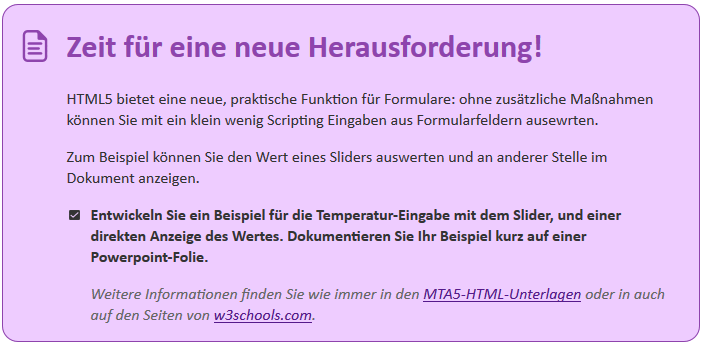 Zeit für eine neue Herausforderung!
HTML5 bietet eine neue, praktische Funktion für Formulare: ohne zusätzliche Maßnahmen
können Sie mit ein klein wenig Scripting Eingaben aus Formularfeldern ausewrten.
Zum Beispiel können Sie den Wert eines Sliders auswerten und an anderer Stelle im
Dokument anzeigen.
Entwickeln Sie ein Beispiel für die Temperatur-Eingabe mit dem Slider, und einer
direkten Anzeige des Wertes. Dokumentieren Sie Ihr Beispiel kurz auf einer
Powerpoint-Folie.
Weitere Informationen finden Sie wie immer in den MTA5-HTML-Unterlagen oder in auch
auf den Seiten von w3schools.com.